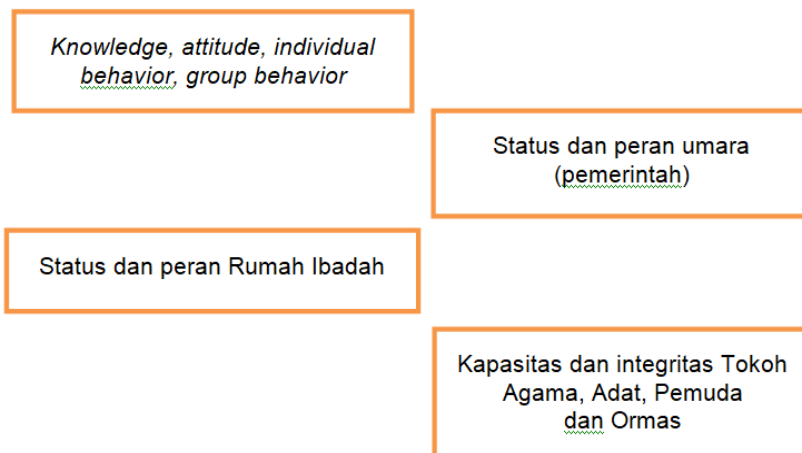 Knowledge, attitude, individual
behavior, group behavior
Status dan peran umara
(pemerintah)
Status dan peran Rumah Ibadah
Kapasitas dan integritas Tokoh
Agama, Adat, Pemuda
dan Ormas